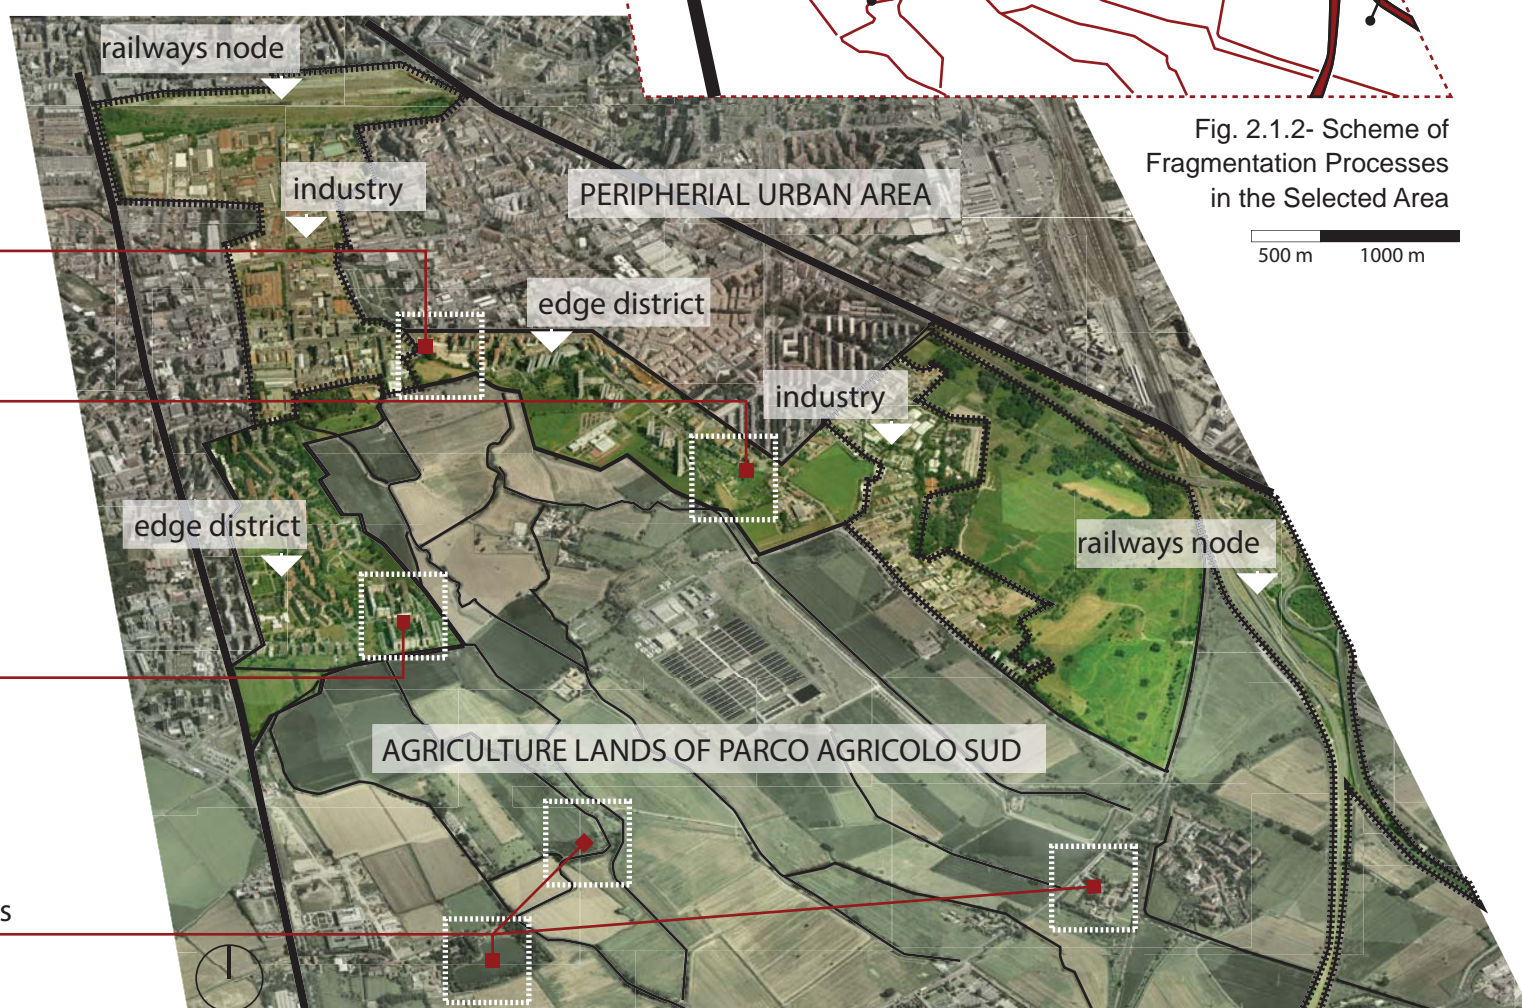 railways node
Fig. 2.1.2- Scheme of
Fragmentation Processes
in the Selected Area
industry
PERIPHERIAL URBAN AREA
500 m
1000 m
edge district
industry
edge district
railways node
AGRICULTURE LANDS OF PARCO AGRICOLO SUD
s